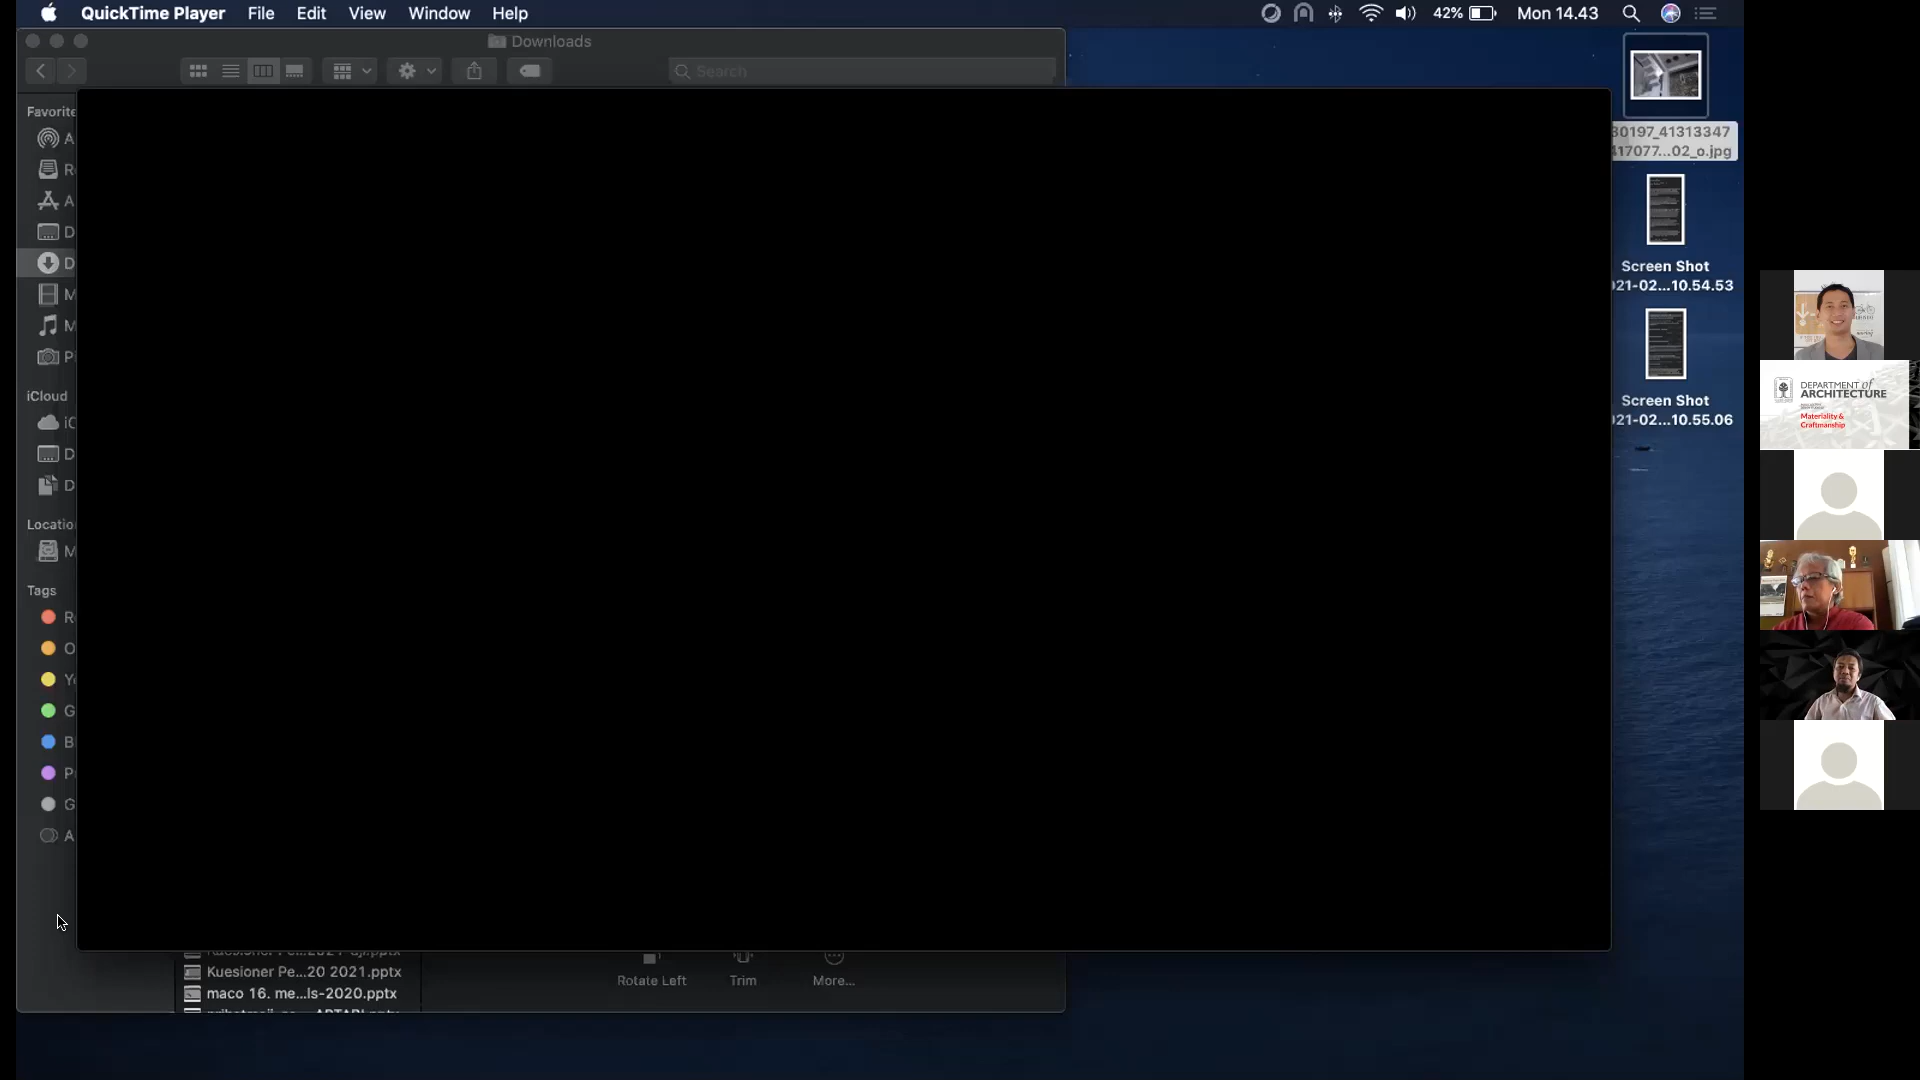 QuickTime Player File Edit View Window Help 42% Mon 14.43
Downloads
Search
Favorite
A
R
A
D
D
M
M
P
iCloud
iC
D
D
Locatio
M
Tags
R
O
Y
G
B
P
G
A
Kuesioner Pe...20 2021.pptx
maco 16. me...ls-2020.pptx
Rotate Left
Trim
More...
30197_41313347
417077...02_o.jpg
Screen Shot
21-02...10.54.53
Screen Shot
21-02...10.55.06
DEPARTMENT of
ARCHITECTURE
Materiality &
Craftmanship